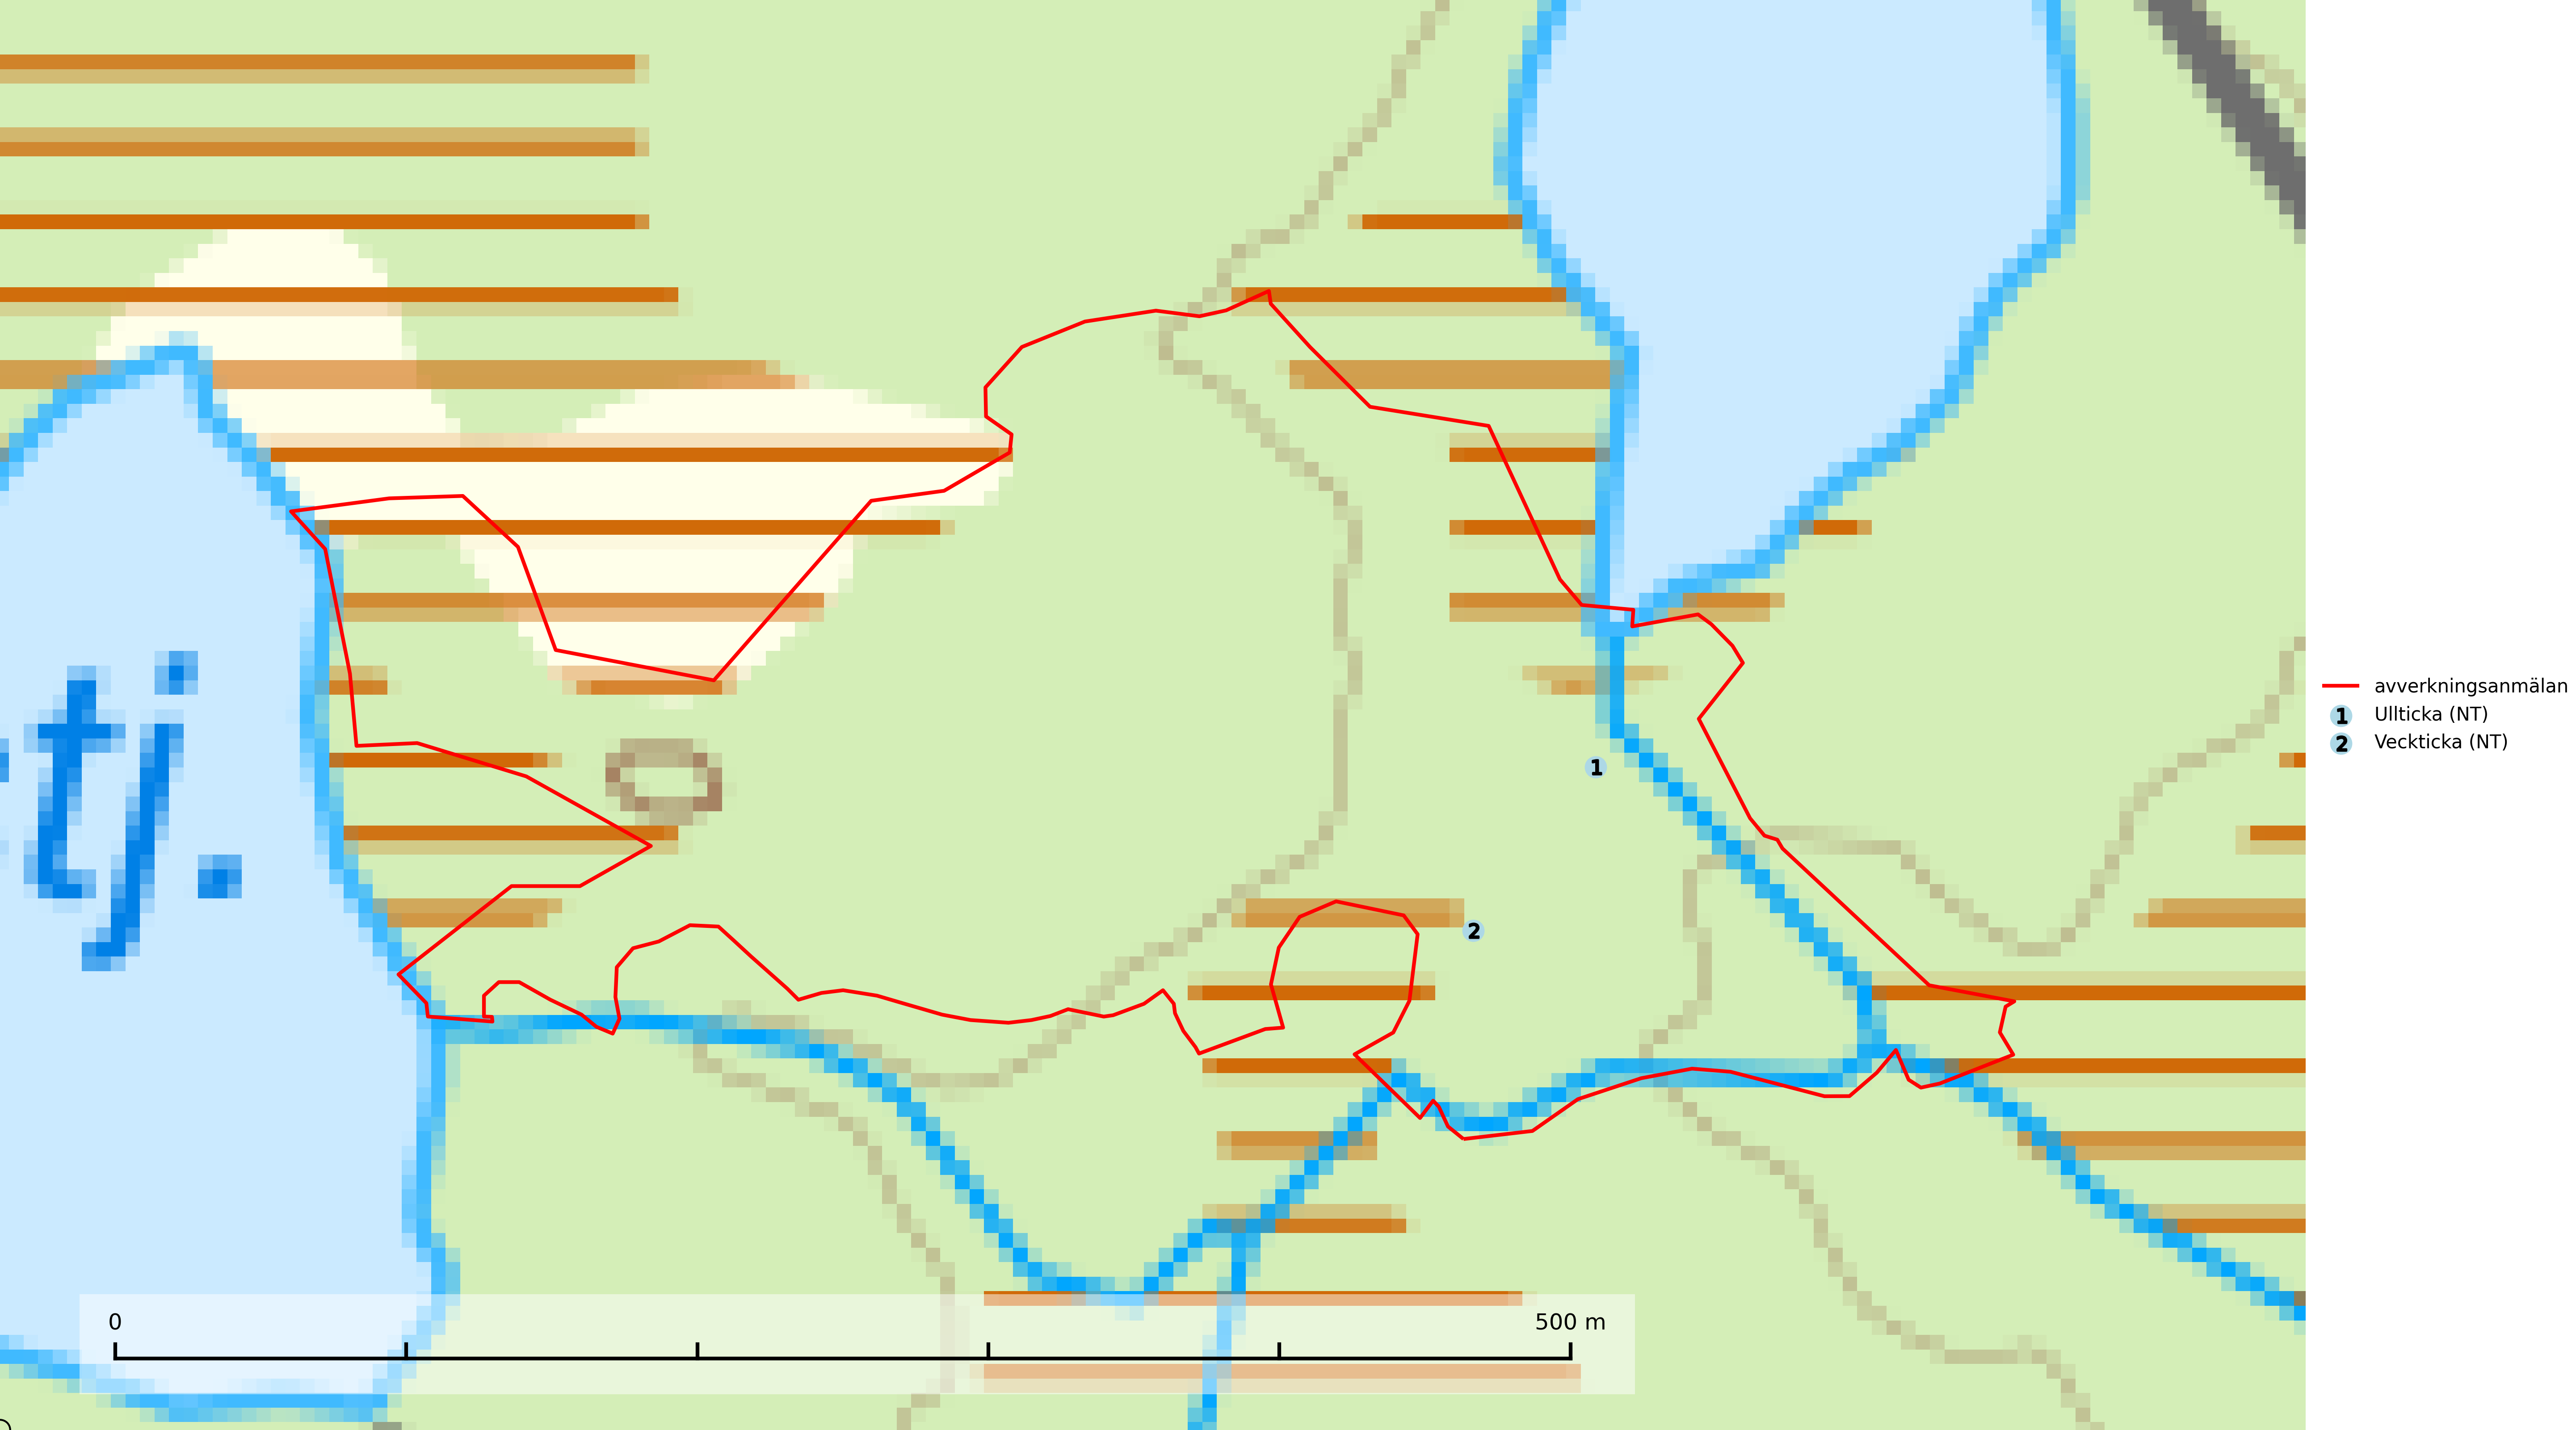 tj.
1
2
0
500 m
avverkningsanmälan
1 Ullticka (NT)
2 Veckticka (NT)